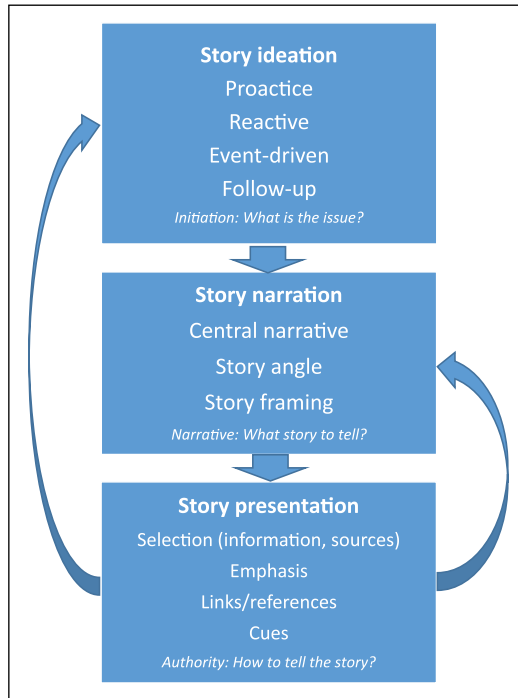 Story ideation
Proactice
Reactive
Event-driven
Follow-up
Initiation: What is the issue?
Story narration
Central narrative
Story angle
Story framing
Narrative: What story to tell?
Story presentation
Selection (information, sources)
Emphasis
Links/references
Cues
Authority: How to tell the story?